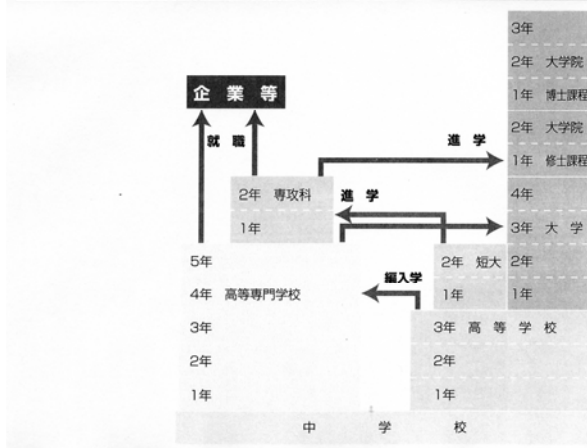 3年
2年 大学院
企 業 等
1年 博士課程
2年 大学院
就 職
進 学
1年 修士課程
2年 専攻科
進 学
4年
1年
3年 大 学
5年
2年 短大
2年
編入学
4年 高等専門学校
1年
1年
3年
3年 高 等 学 校
2年
2年
1年
1年
中 学 校